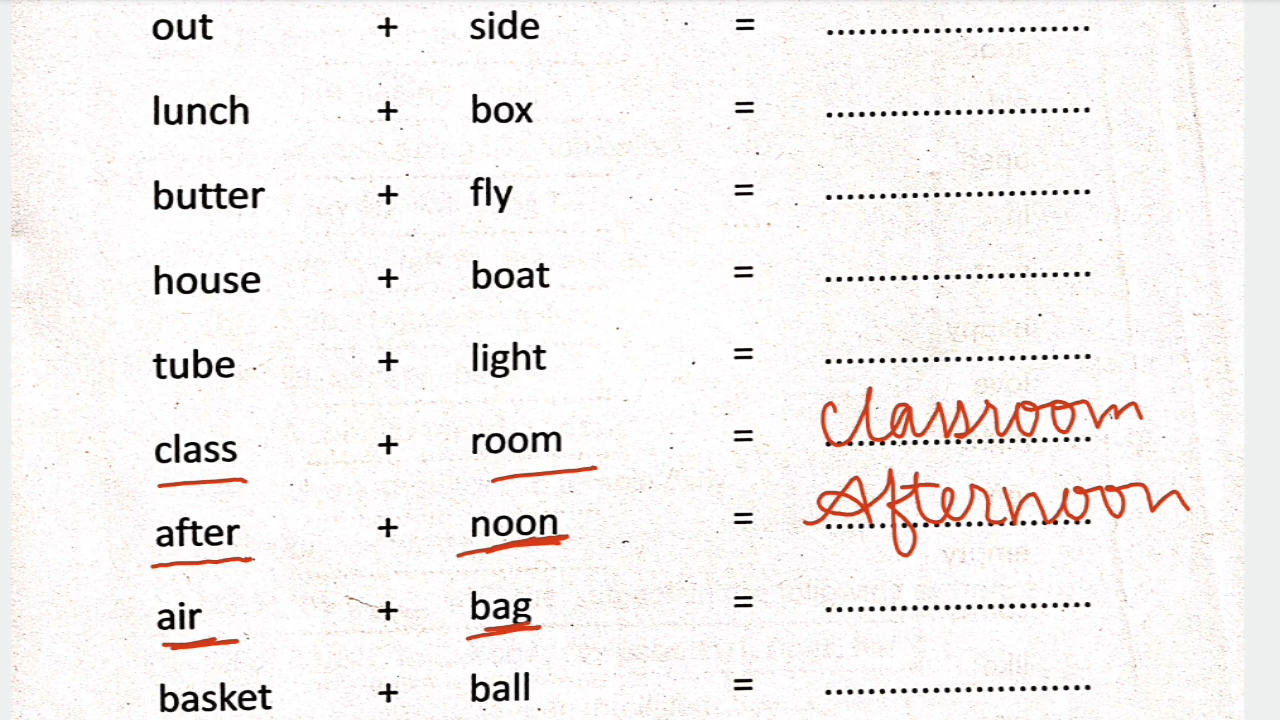 out + side = ........................
lunch + box = ........................
butter + fly = ........................
house + boat = ........................
tube + light = ........................
class + room = classroom
after + noon = Afternoon
air + bag = ........................
basket + ball = ........................